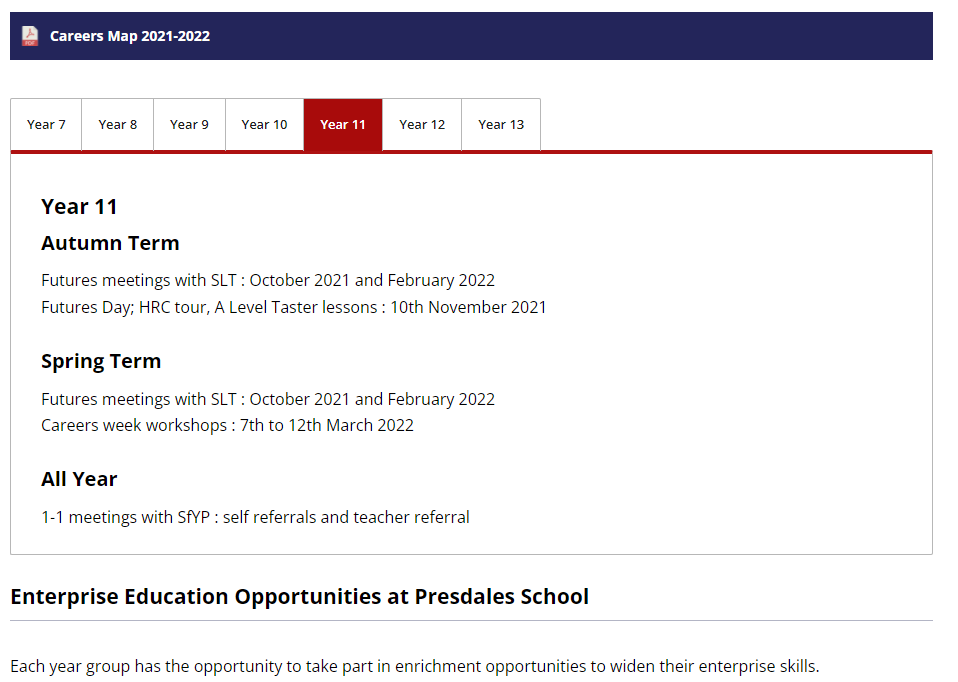 Careers Map 2021-2022
Year 7
Year 8
Year 9
Year 10
Year 11
Year 12
Year 13
Year 11
Autumn Term
Futures meetings with SLT : October 2021 and February 2022
Futures Day; HRC tour, A Level Taster lessons : 10th November 2021
Spring Term
Futures meetings with SLT : October 2021 and February 2022
Careers week workshops : 7th to 12th March 2022
All Year
1-1 meetings with SfYP : self referrals and teacher referral
Enterprise Education Opportunities at Presdales School
Each year group has the opportunity to take part in enrichment opportunities to widen their enterprise skills.